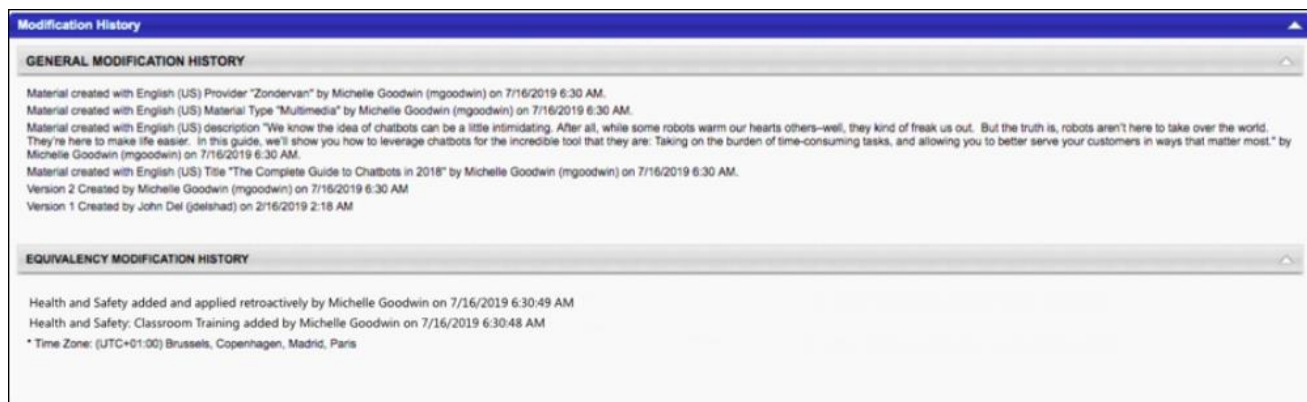 Modification History
GENERAL MODIFICATION HISTORY
Material created with English (US) Provider "Zondervan" by Michelle Goodwin (mgoodwin) on 7/16/2019 6:30 AM.
Material created with English (US) Material Type "Multimedia" by Michelle Goodwin (mgoodwin) on 7/16/2019 6:30 AM.
Material created with English (US) description "We know the idea of chatbots can be a little intimidating. After all, while some robots warm our hearts others–well, they kind of freak us out. But the truth is, robots aren't here to take over the world.
They're here to make life easier. In this guide, we'll show you how to leverage chatbots for the incredible tool that they are: Taking on the burden of time-consuming tasks, and allowing you to better serve your customers in ways that matter most." by
Michelle Goodwin (mgoodwin) on 7/16/2019 6:30 AM.
Material created with English (US) Title "The Complete Guide to Chatbots in 2018" by Michelle Goodwin (mgoodwin) on 7/16/2019 6:30 AM.
Version 2 Created by Michelle Goodwin (mgoodwin) on 7/16/2019 6:30 AM
Version 1 Created by John Del (jdelshad) on 2/16/2019 2:18 AM
EQUIVALENCY MODIFICATION HISTORY
Health and Safety added and applied retroactively by Michelle Goodwin on 7/16/2019 6:30:49 AM
Health and Safety: Classroom Training added by Michelle Goodwin on 7/16/2019 6:30:48 AM
* Time Zone: (UTC+01:00) Brussels, Copenhagen, Madrid, Paris